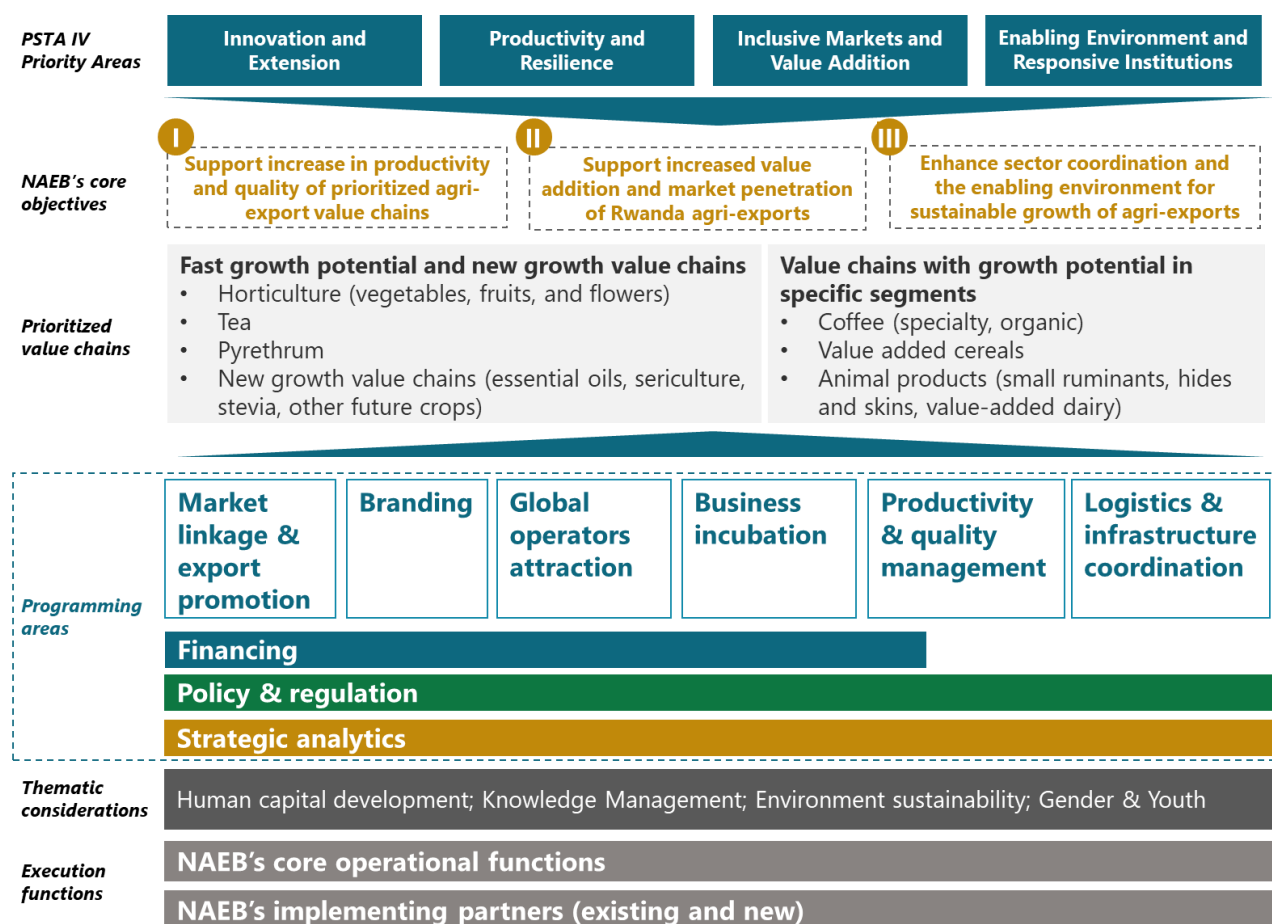 PSTA IV
Priority Areas
Innovation and
Extension
Productivity and
Resilience
Inclusive Markets and
Value Addition
Enabling Environment and
Responsive Institutions
NAEB's core
objectives
I
Support increase in productivity
and quality of prioritized agri-
export value chains
II
Support increased value
addition and market penetration
of Rwanda agri-exports
III
Enhance sector coordination and
the enabling environment for
sustainable growth of agri-exports
Prioritized
value chains
Fast growth potential and new growth value chains
• Horticulture (vegetables, fruits, and flowers)
• Tea
• Pyrethrum
• New growth value chains (essential oils, sericulture,
stevia, other future crops)
Value chains with growth potential in
specific segments
• Coffee (specialty, organic)
• Value added cereals
• Animal products (small ruminants, hides
and skins, value-added dairy)
Programming
areas
Market
linkage &
export
promotion
Branding
Global
operators
attraction
Business
incubation
Productivity
& quality
management
Logistics &
infrastructure
coordination
Financing
Policy & regulation
Strategic analytics
Thematic
considerations
Human capital development; Knowledge Management; Environment sustainability; Gender & Youth
Execution
functions
NAEB's core operational functions
NAEB's implementing partners (existing and new)